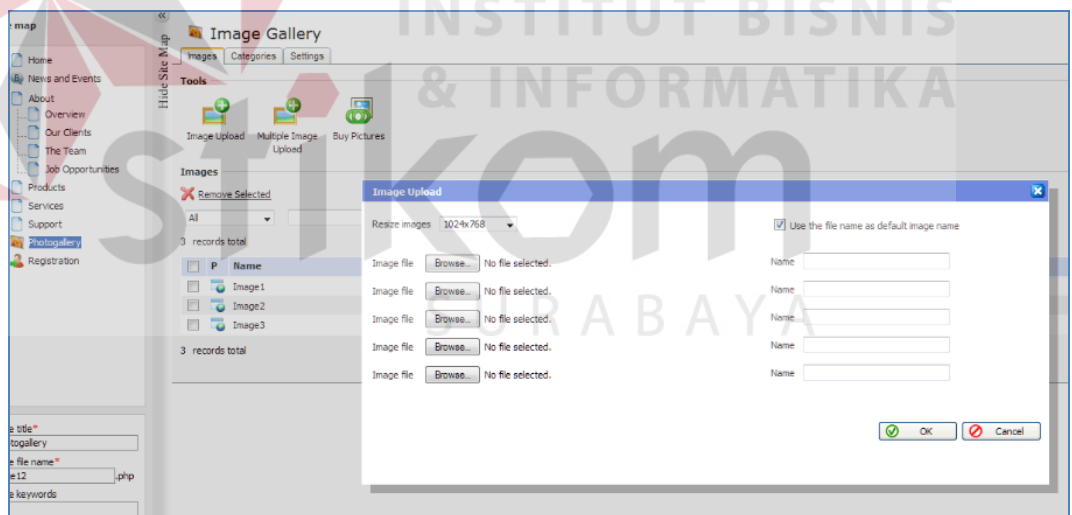 INSTITUT BISNIS
& INFORMATIKA
stikom
SURABAYA
map
Home
News and Events
About
Overview
Our Clients
The Team
Job Opportunities
Products
Services
Support
Photogallery
Registration
title*
togallery
file name*
e12 .php
keywords
«
Hide Site Map
Image Gallery
Images Categories Settings
Tools
Image Upload
Multiple Image Upload
Buy Pictures
Images
Remove Selected
All
3 records total
P Name
Image1
Image2
Image3
3 records total
Image Upload
Resize images 1024x768
Use the file name as default image name
Image file Browse... No file selected. Name
Image file Browse... No file selected. Name
Image file Browse... No file selected. Name
Image file Browse... No file selected. Name
Image file Browse... No file selected. Name
OK Cancel